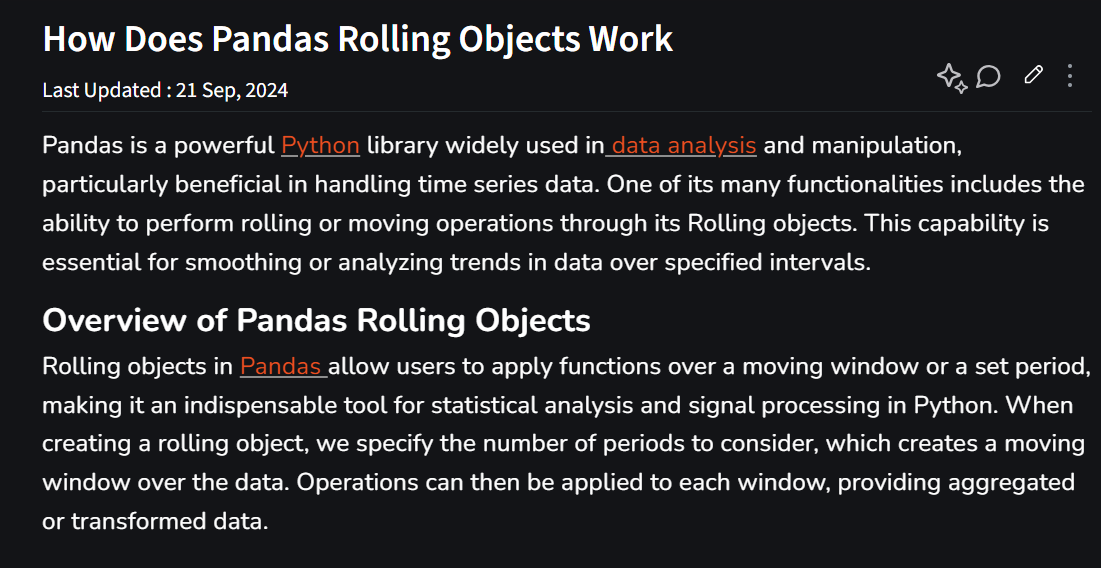 How Does Pandas Rolling Objects Work
Last Updated : 21 Sep, 2024
Pandas is a powerful Python library widely used in data analysis and manipulation,
particularly beneficial in handling time series data. One of its many functionalities includes the
ability to perform rolling or moving operations through its Rolling objects. This capability is
essential for smoothing or analyzing trends in data over specified intervals.
Overview of Pandas Rolling Objects
Rolling objects in Pandas allow users to apply functions over a moving window or a set period,
making it an indispensable tool for statistical analysis and signal processing in Python. When
creating a rolling object, we specify the number of periods to consider, which creates a moving
window over the data. Operations can then be applied to each window, providing aggregated
or transformed data.